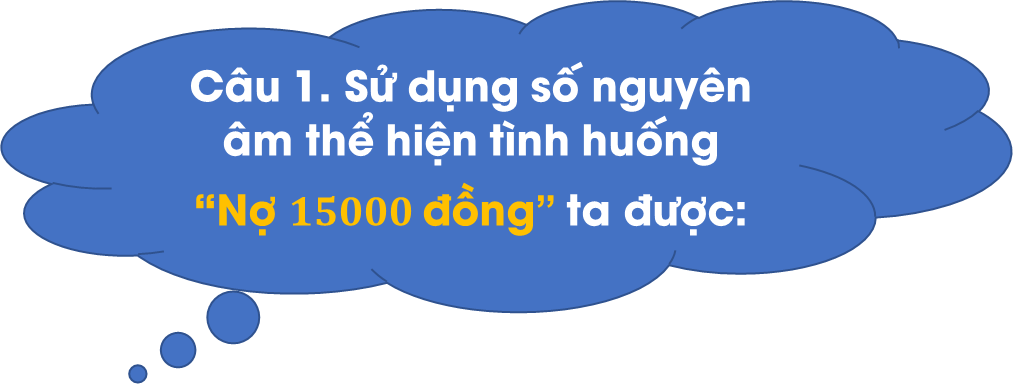 Câu 1. Sử dụng số nguyên
âm thể hiện tình huống
“Nợ 15000 đồng” ta được: